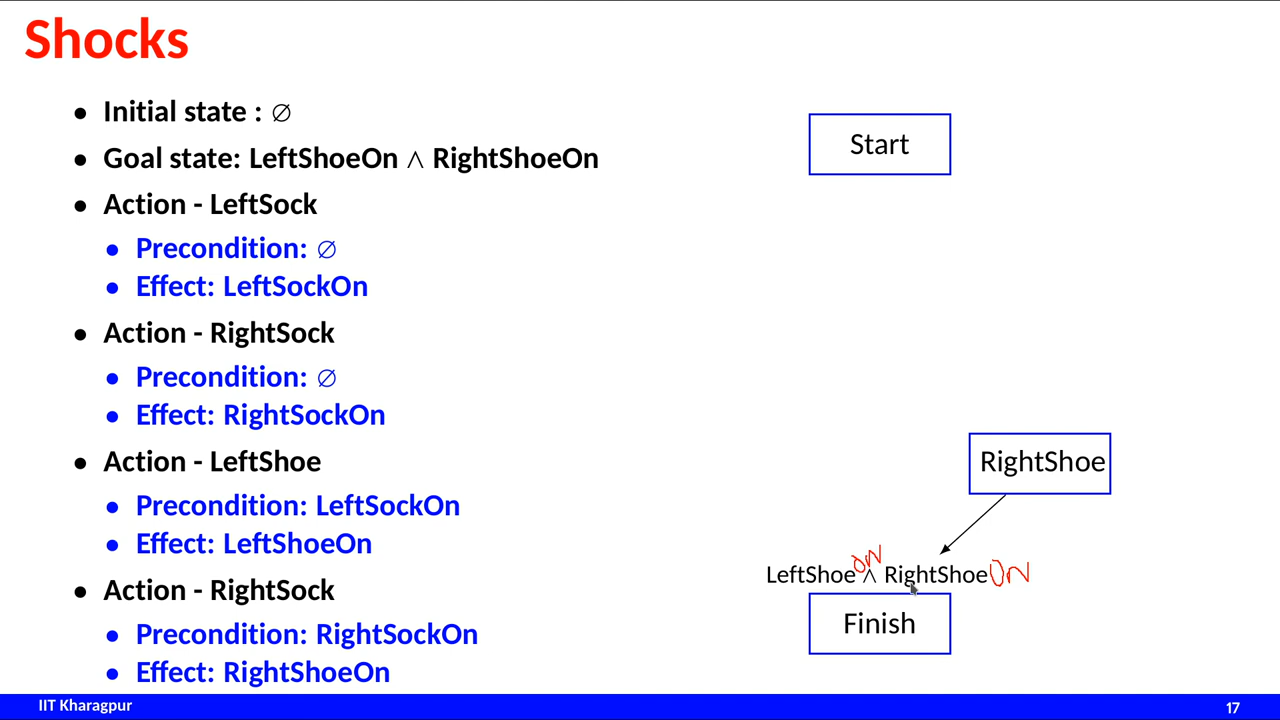 Shocks
• Initial state : ∅
• Goal state: LeftShoeOn ∧ RightShoeOn
• Action - LeftSock
• Precondition: ∅
• Effect: LeftSockOn
• Action - RightSock
• Precondition: ∅
• Effect: RightSockOn
• Action - LeftShoe
• Precondition: LeftSockOn
• Effect: LeftShoeOn
• Action - RightSock
• Precondition: RightSockOn
• Effect: RightShoeOn
Start
RightShoe
LeftShoe ON ∧ RightShoe ON
Finish
IIT Kharagpur
17